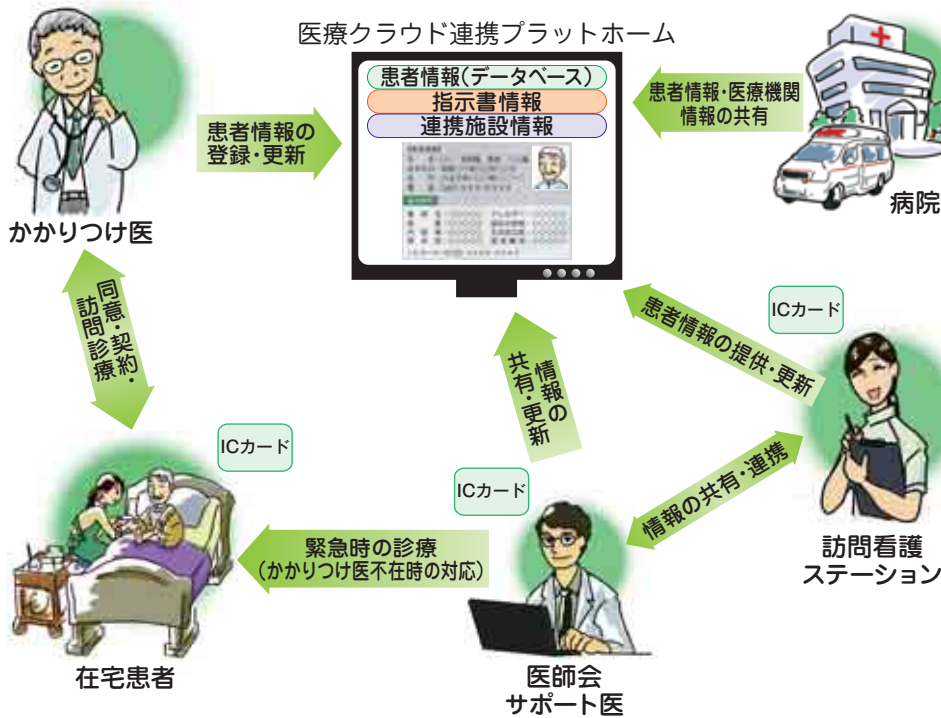 医療クラウド連携プラットホーム
患者情報(データベース)
指示書情報
連携施設情報
患者情報の
登録・更新
患者情報・医療機関
情報の共有
かかりつけ医
病院
同意・契約・
訪問診療
情報の
共有・更新
患者情報の提供・更新
ICカード
ICカード
ICカード
情報の共有・連携
緊急時の診療
(かかりつけ医不在時の対応)
訪問看護
ステーション
在宅患者
医師会
サポート医